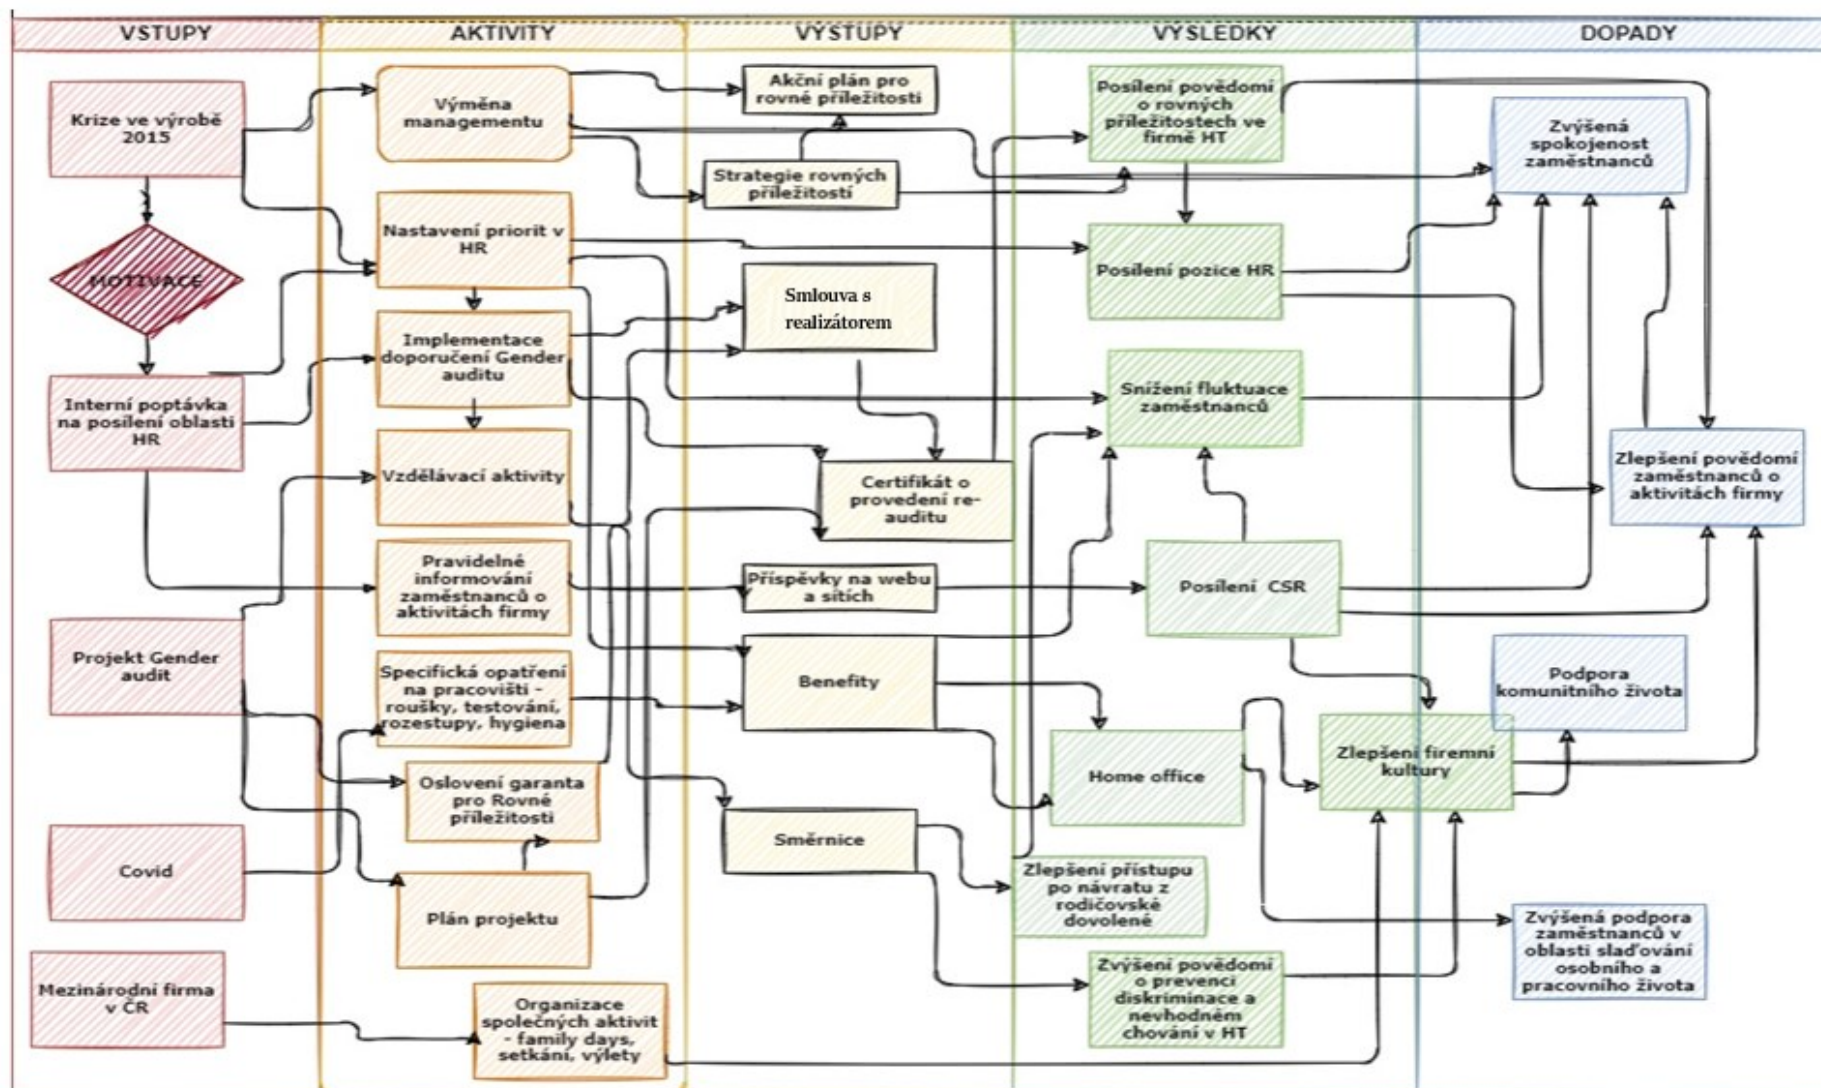 VSTUPY
AKTIVITY
VÝSTUPY
VÝSLEDKY
DOPADY
Krize ve výrobě
2015
MOTIVACE
Interní poptávka
na posílení oblasti
HR
Projekt Gender
audit
Covid
Mezinárodní firma
v ČR
Výměna
managementu
Nastavení priorit v
HR
Implementace
doporučení Gender
auditu
Vzdělávací aktivity
Pravidelné
informování
zaměstnanců o
aktivitách firmy
Specifická opatření
na pracovišti -
roušky, testování,
rozestupy, hygiena
Oslovení garanta
pro Rovné
příležitosti
Plán projektu
Organizace
společných aktivit
- family days,
setkání, výlety
Akční plán pro
rovné příležitosti
Strategie rovných
příležitostí
Smlouva s
realizátorem
Certifikát o
provedení re-
auditu
Příspěvky na webu
a sítích
Benefity
Směrnice
Posílení povědomí
o rovných
příležitostech ve
firmě HT
Posílení pozice HR
Snížení fluktuace
zaměstnanců
Posílení CSR
Home office
Zlepšení firemní
kultury
Zlepšení přístupu
po návratu z
rodičovské
dovolené
Zvýšení povědomí
o prevenci
diskriminace a
nevhodném
chování v HT
Zvýšená
spokojenost
zaměstnanců
Zlepšení povědomí
zaměstnanců o
aktivitách firmy
Podpora
komunitního života
Zvýšená podpora
zaměstnanců v
oblasti slaďování
osobního a
pracovního života